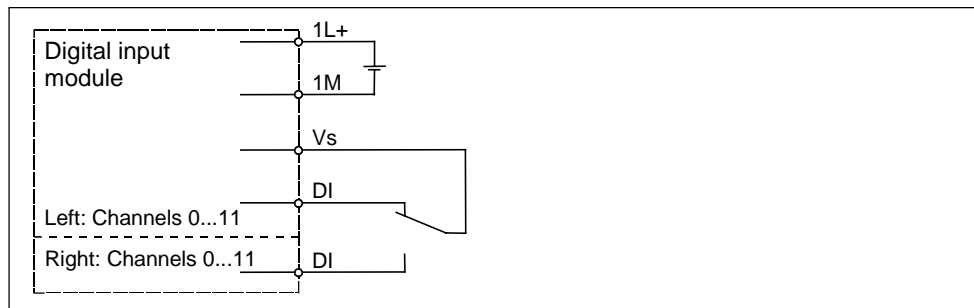 1L+
Digital input
module
1M
Vs
DI
Left: Channels 0...11
Right: Channels 0...11
DI